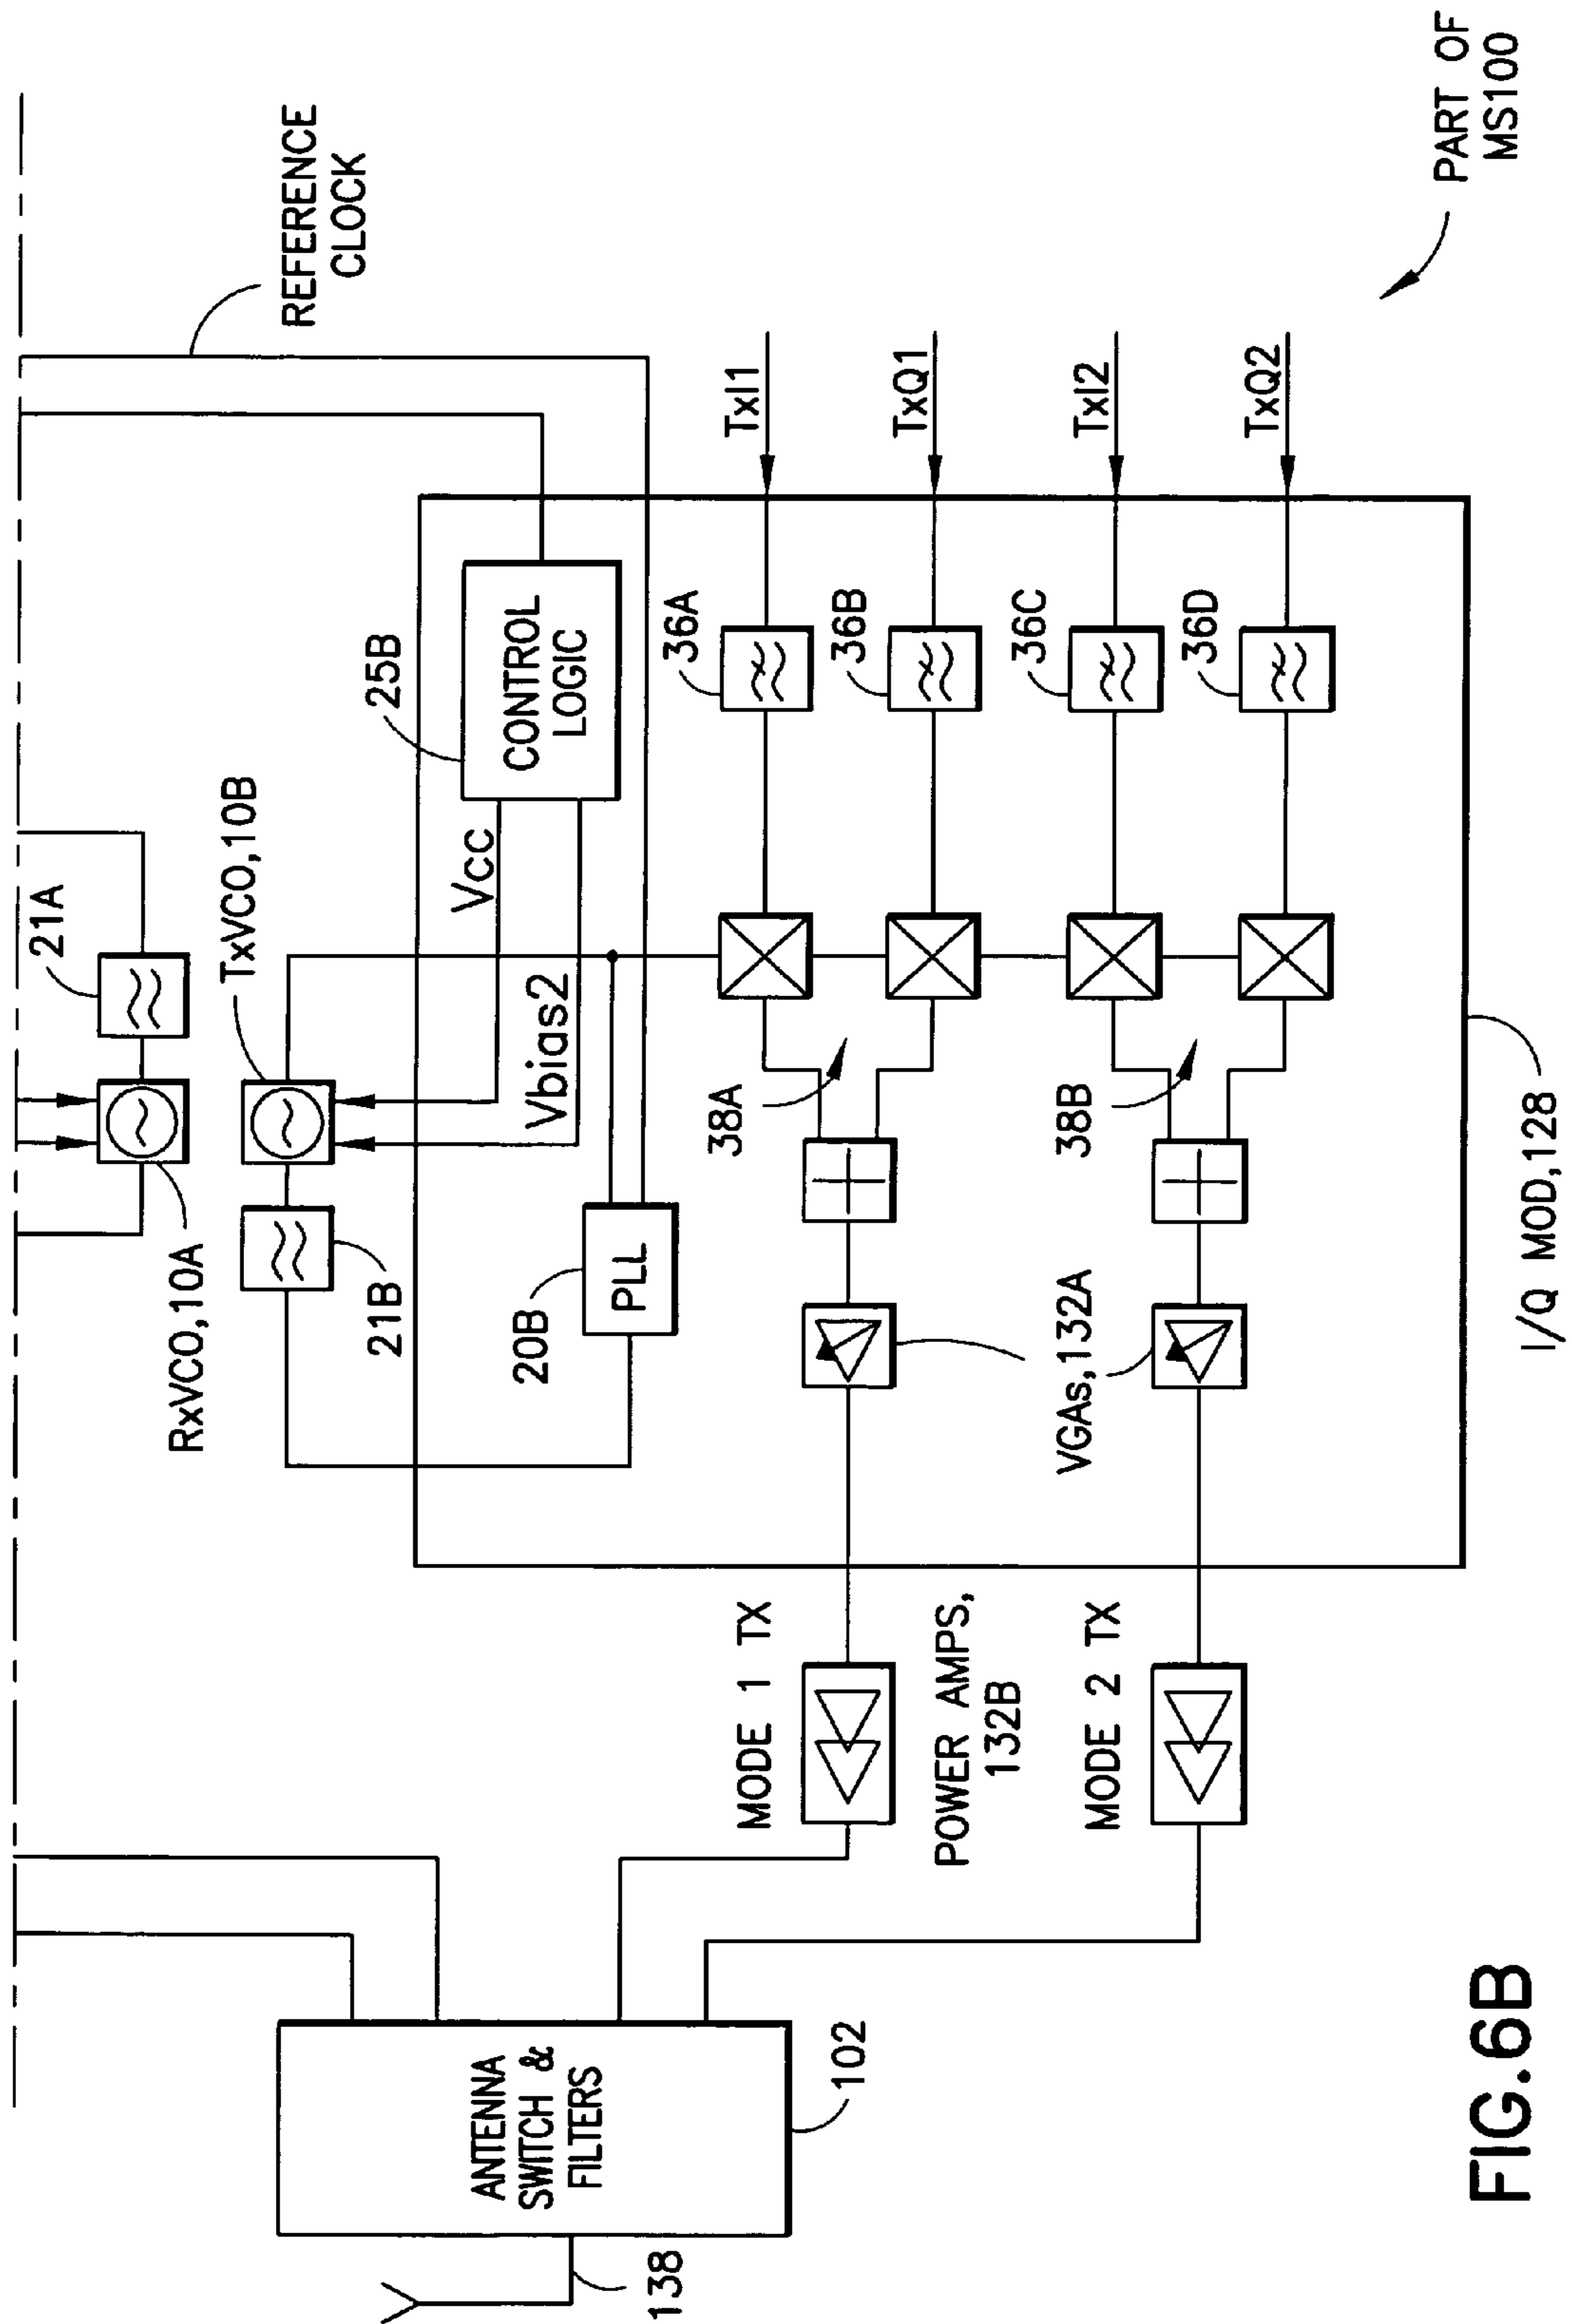 REFERENCE
CLOCK
21A
RxVCO,10A
TxVCO,10B
21B
25B
CONTROL
LOGIC
Vcc
Vbias2
20B
PLL
ANTENNA
SWITCH &
FILTERS
102
138
MODE 1 TX
POWER AMPS,
132B
MODE 2 TX
VGAs,132A
38A
38B
36A
36B
36C
36D
TxI1
TxQ1
TxI2
TxQ2
I/Q MOD,128
PART OF
MS100
FIG.6B